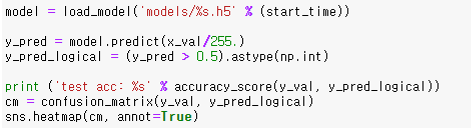 model = load_model('models/%s.h5' % (start_time))
y_pred = model.predict(x_val/255.)
y_pred_logical = (y_pred > 0.5).astype(np.int)
print ('test acc: %s' % accuracy_score(y_val, y_pred_logical))
cm = confusion_matrix(y_val, y_pred_logical)
sns.heatmap(cm, annot=True)